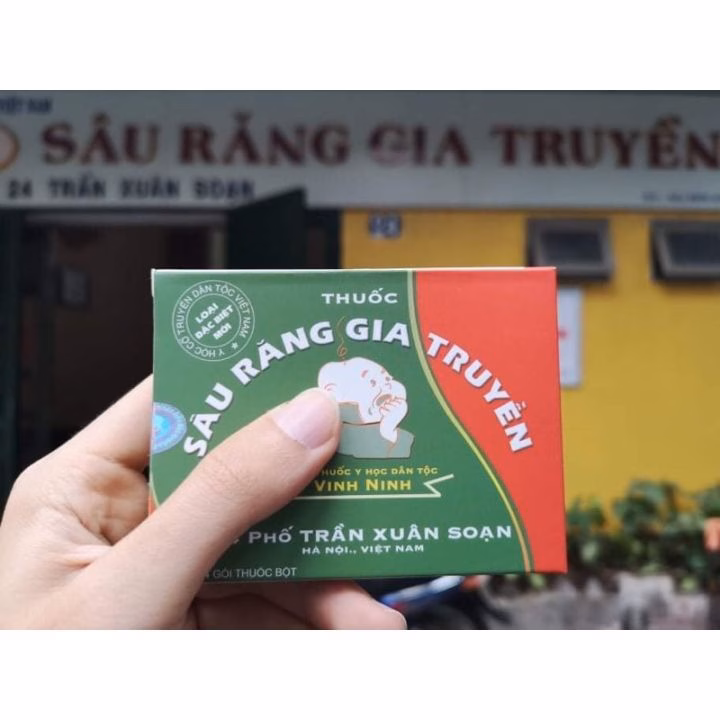 VIỆT NAM
SÂU RĂNG GIA TRUYỀN
24 TRẦN XUÂN SOẠN
Y HỌC CỔ TRUYỀN DÂN TỘC VIỆT NAM
LOẠI
ĐẶC BIỆT
MỚI
THUỐC
SÂU RĂNG GIA TRUYỀN
THUỐC Y HỌC DÂN TỘC
VINH NINH
PHỐ TRẦN XUÂN SOẠN
HÀ NỘI., VIỆT NAM
GÓI THUỐC BỘT